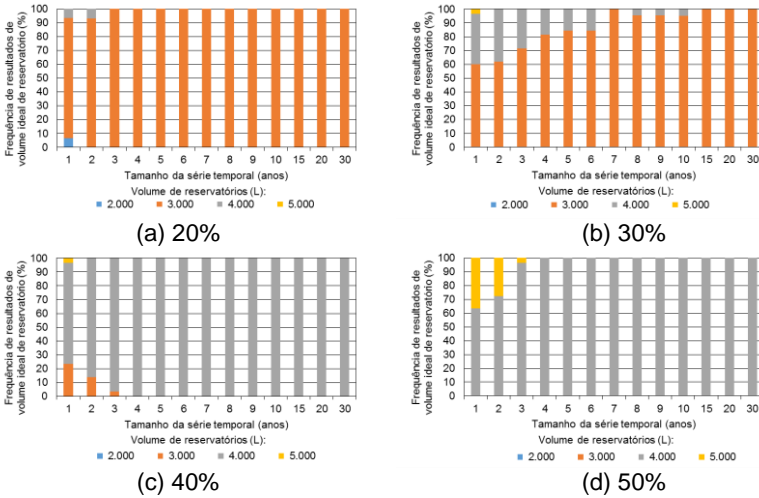 Frequência de resultados de
volume ideal de reservatório (%)
100
90
80
70
60
50
40
30
20
10
0
1 2 3 4 5 6 7 8 9 10 15 20 30
Tamanho da série temporal (anos)
Volume de reservatórios (L):
2.000 3.000 4.000 5.000
(a) 20%
Frequência de resultados de
volume ideal de reservatório (%)
100
90
80
70
60
50
40
30
20
10
0
1 2 3 4 5 6 7 8 9 10 15 20 30
Tamanho da série temporal (anos)
Volume de reservatórios (L):
2.000 3.000 4.000 5.000
(b) 30%
Frequência de resultados de
volume ideal de reservatório (%)
100
90
80
70
60
50
40
30
20
10
0
1 2 3 4 5 6 7 8 9 10 15 20 30
Tamanho da série temporal (anos)
Volume de reservatórios (L):
2.000 3.000 4.000 5.000
(c) 40%
Frequência de resultados de
volume ideal de reservatório (%)
100
90
80
70
60
50
40
30
20
10
0
1 2 3 4 5 6 7 8 9 10 15 20 30
Tamanho da série temporal (anos)
Volume de reservatórios (L):
2.000 3.000 4.000 5.000
(d) 50%